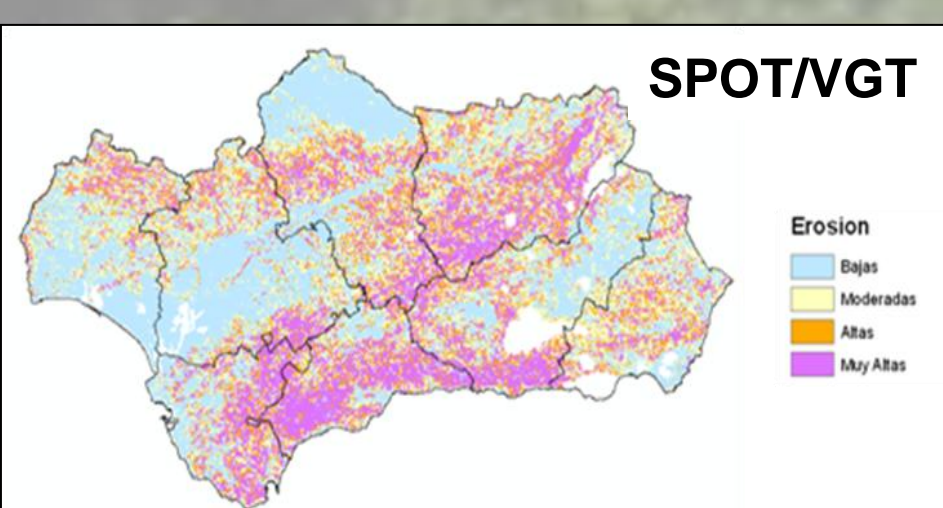 SPOT/VGT
Erosion
Bajas
Moderadas
Altas
Muy Altas